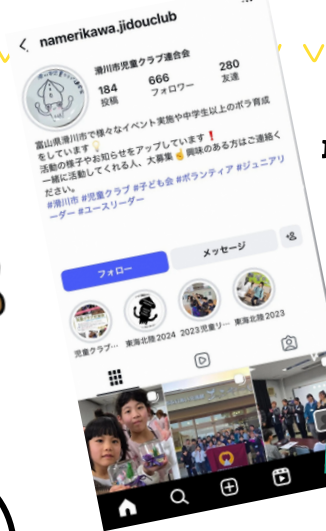 namerikawa.jidouclub
滑川市児童クラブ連合会
184 666 280
投稿 フォロワー 友達
富山県滑川市で様々なイベント実施や中学生以上のボラ育成
をしています💡
活動の様子やお知らせをアップしています❗
一緒に活動してくれる人、大募集☝興味のある方はご連絡く
ださい。
#滑川市 #児童クラブ #子ども会 #ボランティア #ジュニアリ
ーダー #ユースリーダー
フォロー メッセージ
児童クラブ… 東海北陸2024 2023児童リ… 東海北陸2023